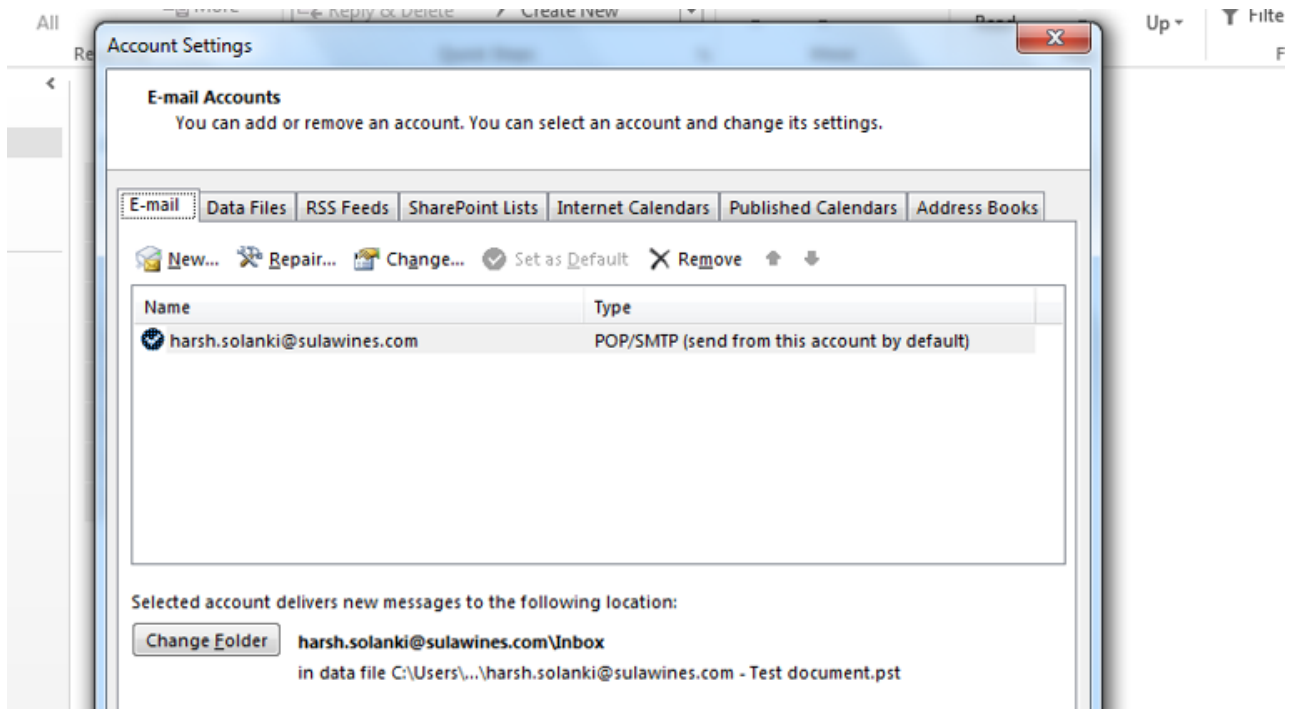 All
More
Reply & Delete
Create New
Read
Up
Filte
Re
F
Account Settings
E-mail Accounts
You can add or remove an account. You can select an account and change its settings.
E-mail Data Files RSS Feeds SharePoint Lists Internet Calendars Published Calendars Address Books
New... Repair... Change... Set as Default Remove
Name Type
harsh.solanki@sulawines.com POP/SMTP (send from this account by default)
Selected account delivers new messages to the following location:
Change Folder harsh.solanki@sulawines.com\Inbox
in data file C:\Users\...\harsh.solanki@sulawines.com - Test document.pst